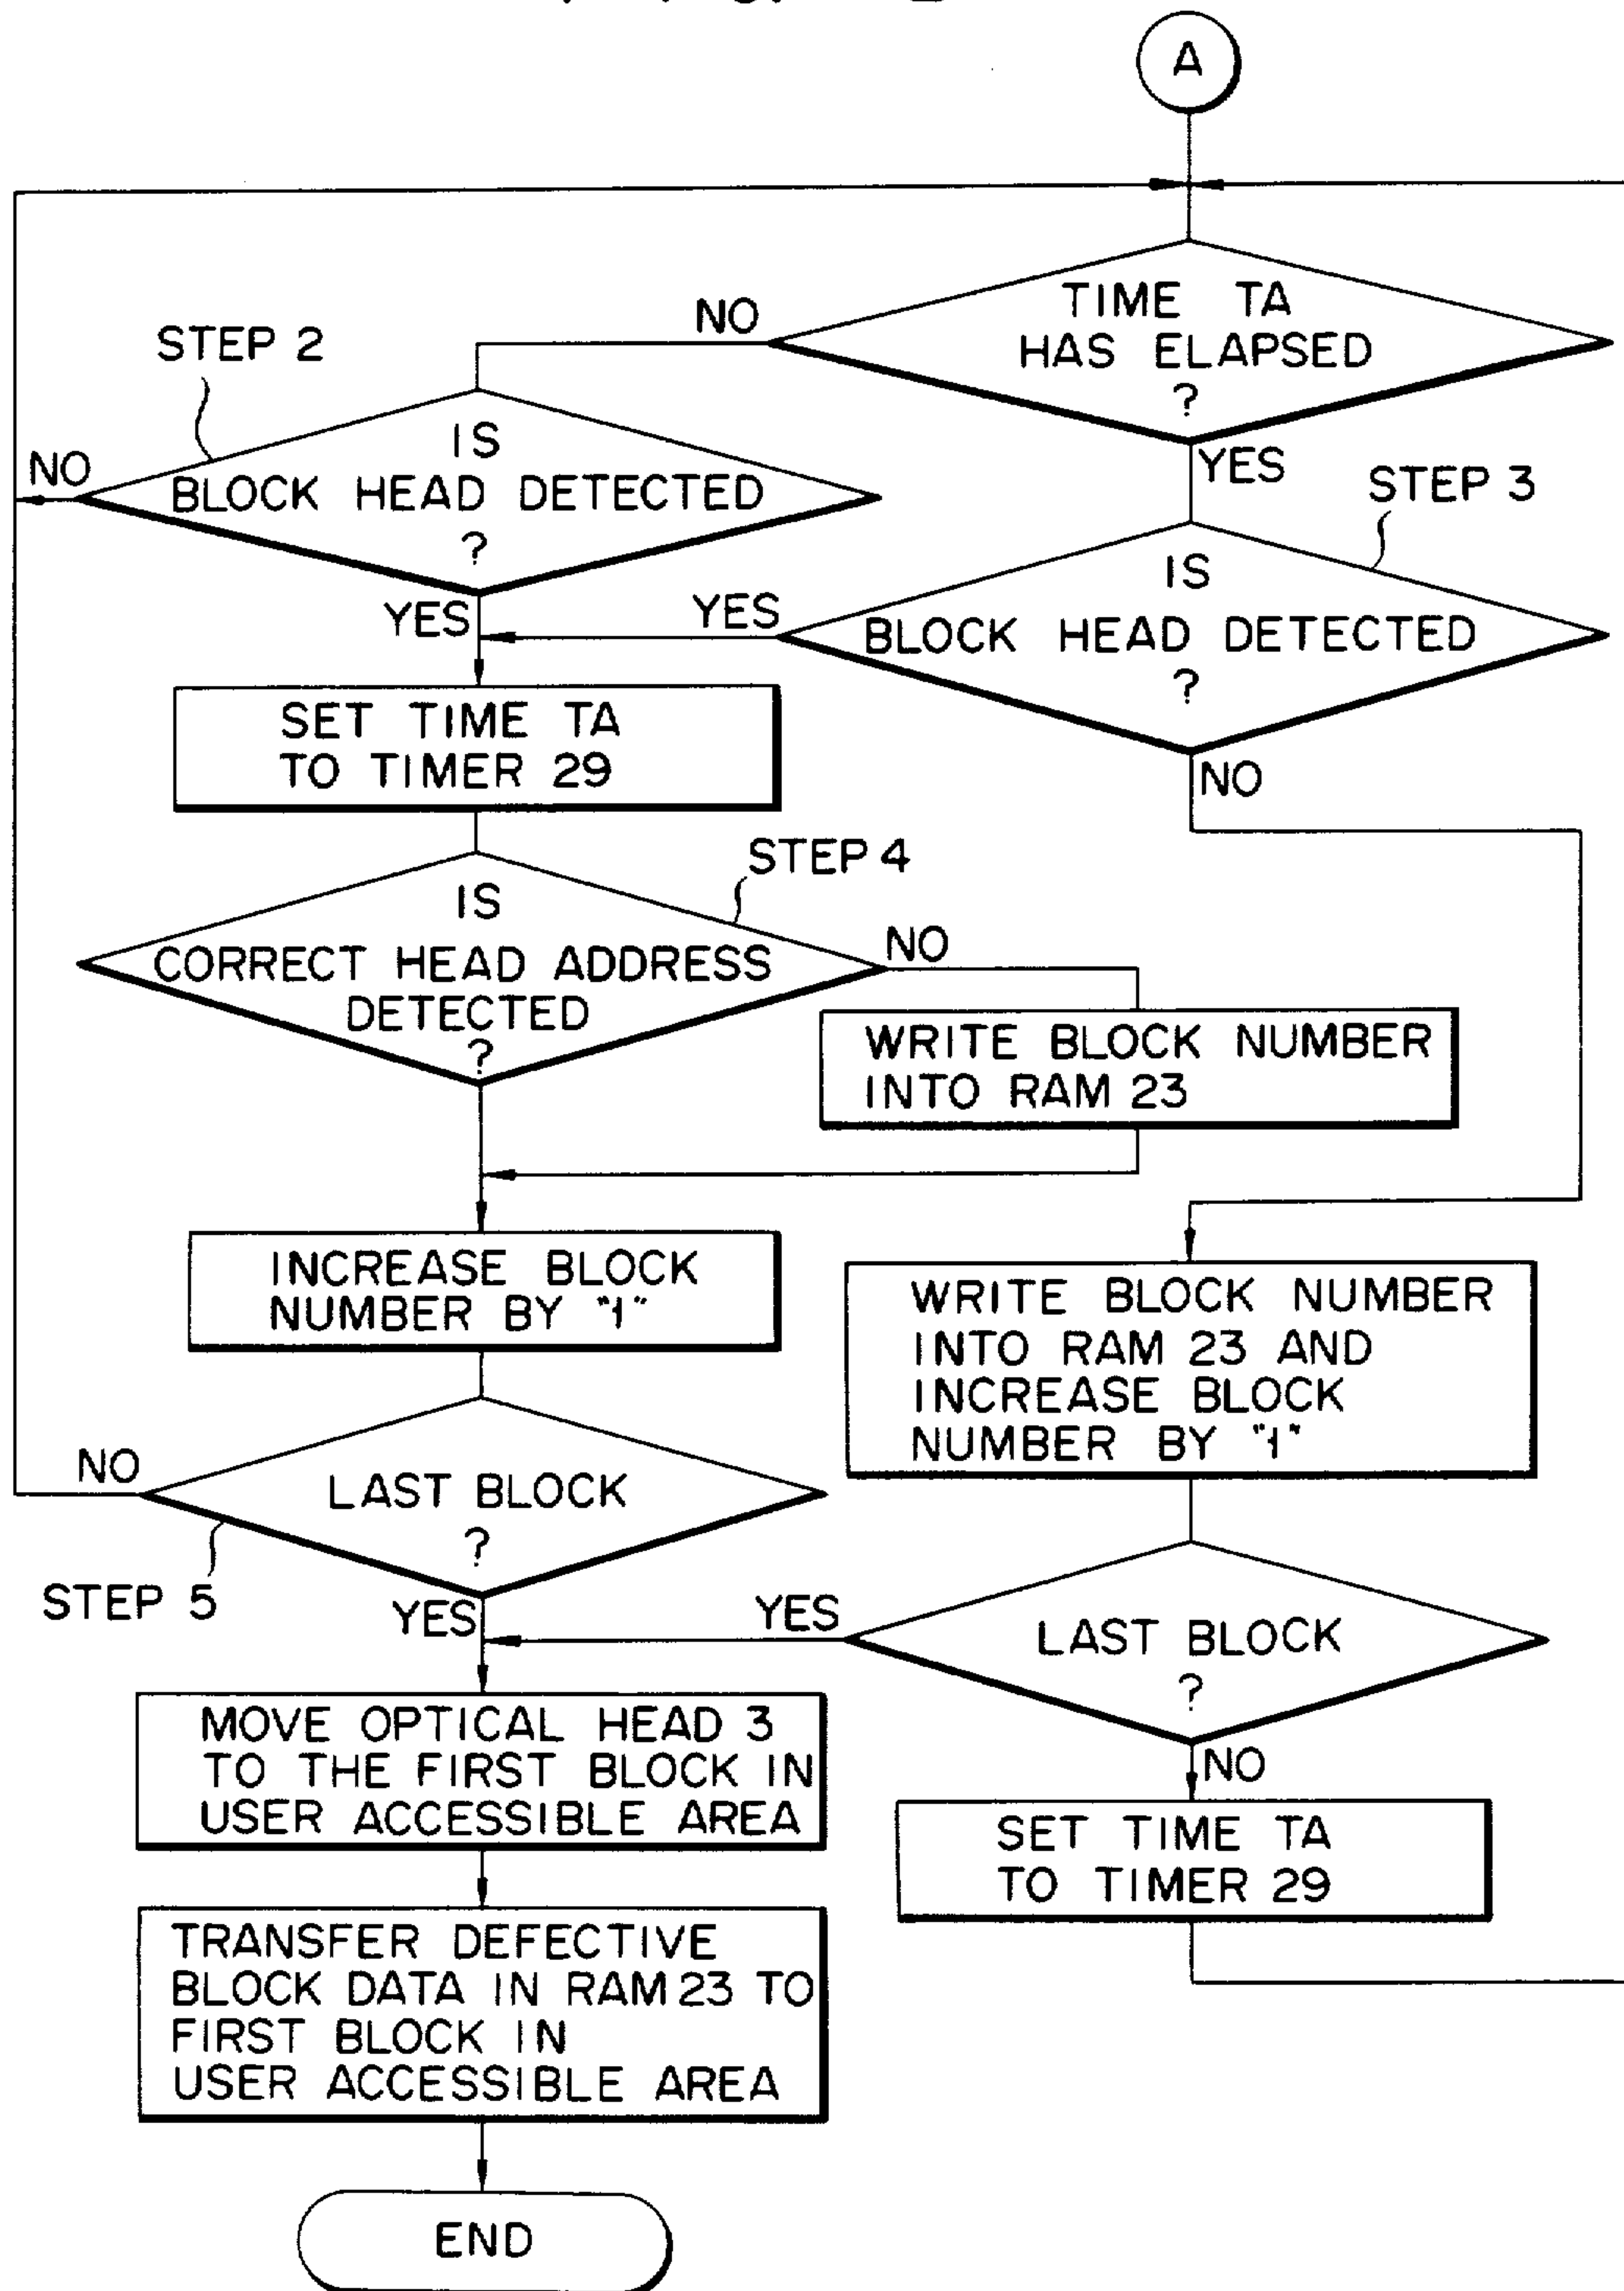 A
TIME TA
HAS ELAPSED
?
NO
YES
STEP 2
IS
BLOCK HEAD DETECTED
?
NO
YES
STEP 3
IS
BLOCK HEAD DETECTED
?
YES
NO
SET TIME TA
TO TIMER 29
STEP 4
IS
CORRECT HEAD ADDRESS
DETECTED
?
NO
WRITE BLOCK NUMBER
INTO RAM 23
INCREASE BLOCK
NUMBER BY "1"
WRITE BLOCK NUMBER
INTO RAM 23 AND
INCREASE BLOCK
NUMBER BY "1"
NO
LAST BLOCK
?
STEP 5
YES
YES
LAST BLOCK
?
NO
MOVE OPTICAL HEAD 3
TO THE FIRST BLOCK IN
USER ACCESSIBLE AREA
SET TIME TA
TO TIMER 29
TRANSFER DEFECTIVE
BLOCK DATA IN RAM 23 TO
FIRST BLOCK IN
USER ACCESSIBLE AREA
END